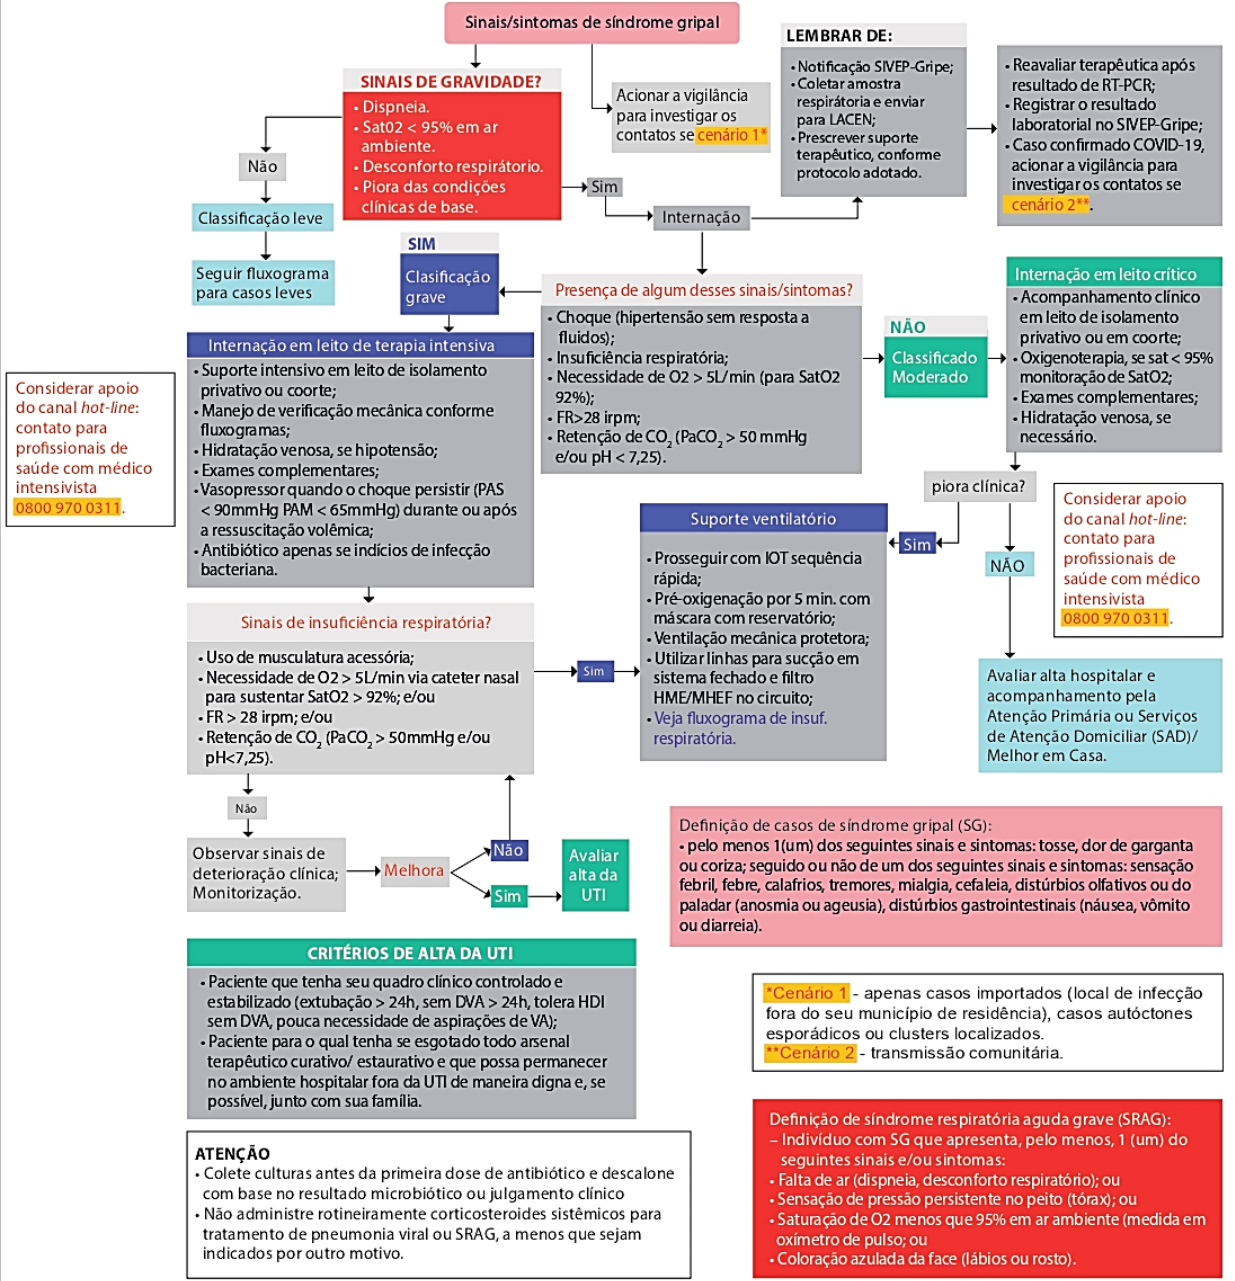 Sinais/sintomas de síndrome gripal
SINAIS DE GRAVIDADE?
• Dispneia.
• Sat02 < 95% em ar
ambiente.
• Desconforto respirátorio.
• Piora das condições
clínicas de base.
Acionar a vigilância
para investigar os
contatos se cenário 1*
LEMBRAR DE:
• Notificação SIVEP-Gripe;
• Coletar amostra
respirátoria e enviar
para LACEN;
• Prescrever suporte
terapêutico, conforme
protocolo adotado.
• Reavaliar terapêutica após
resultado de RT-PCR;
• Registrar o resultado
laboratorial no SIVEP-Gripe;
• Caso confirmado COVID-19,
acionar a vigilância para
investigar os contatos se
cenário 2**.
Não
Classificação leve
Seguir fluxograma
para casos leves
Sim
Internação
SIM
Clasificação
grave
Presença de algum desses sinais/sintomas?
• Choque (hipertensão sem resposta a
fluidos);
• Insuficiência respiratória;
• Necessidade de O2 > 5L/min (para SatO2
92%);
• FR>28 irpm;
• Retenção de CO2 (PaCO2 > 50 mmHg
e/ou pH < 7,25).
NÃO
Classificado
Moderado
Internação em leito crítico
• Acompanhamento clínico
em leito de isolamento
privativo ou em coorte;
• Oxigenoterapia, se sat < 95%
monitoração de SatO2;
• Exames complementares;
• Hidratação venosa, se
necessário.
Internação em leito de terapia intensiva
• Suporte intensivo em leito de isolamento
privativo ou coorte;
• Manejo de verificação mecânica conforme
fluxogramas;
• Hidratação venosa, se hipotensão;
• Exames complementares;
• Vasopressor quando o choque persistir (PAS
< 90mmHg PAM < 65mmHg) durante ou após
a ressuscitação volêmica;
• Antibiótico apenas se indícios de infecção
bacteriana.
Considerar apoio
do canal hot-line:
contato para
profissionais de
saúde com médico
intensivista
0800 970 0311.
piora clínica?
Sim
NÃO
Considerar apoio
do canal hot-line:
contato para
profissionais de
saúde com médico
intensivista
0800 970 0311.
Suporte ventilatório
• Prosseguir com IOT sequência
rápida;
• Pré-oxigenação por 5 min. com
máscara com reservatório;
• Ventilação mecânica protetora;
• Utilizar linhas para sucção em
sistema fechado e filtro
HME/MHEF no circuito;
• Veja fluxograma de insuf.
respiratória.
Avaliar alta hospitalar e
acompanhamento pela
Atenção Primária ou Serviços
de Atenção Domiciliar (SAD)/
Melhor em Casa.
Sinais de insuficiência respiratória?
• Uso de musculatura acessória;
• Necessidade de O2 > 5L/min via cateter nasal
para sustentar SatO2 > 92%; e/ou
• FR > 28 irpm; e/ou
• Retenção de CO2 (PaCO2 > 50mmHg e/ou
pH<7,25).
Sim
Não
Observar sinais de
deterioração clínica;
Monitorização.
Melhora
Não
Sim
Avaliar
alta da
UTI
Definição de casos de síndrome gripal (SG):
• pelo menos 1(um) dos seguintes sinais e sintomas: tosse, dor de garganta
ou coriza; seguido ou não de um dos seguintes sinais e sintomas: sensação
febril, febre, calafrios, tremores, mialgia, cefaleia, distúrbios olfativos ou do
paladar (anosmia ou ageusia), distúrbios gastrointestinais (náusea, vômito
ou diarreia).
CRITÉRIOS DE ALTA DA UTI
• Paciente que tenha seu quadro clínico controlado e
estabilizado (extubação > 24h, sem DVA > 24h, tolera HDI
sem DVA, pouca necessidade de aspirações de VA);
• Paciente para o qual tenha se esgotado todo arsenal
terapêutico curativo/ estaurativo e que possa permanecer
no ambiente hospitalar fora da UTI de maneira digna e, se
possível, junto com sua família.
*Cenário 1 - apenas casos importados (local de infecção
fora do seu município de residência), casos autóctones
esporádicos ou clusters localizados.
**Cenário 2 - transmissão comunitária.
ATENÇÃO
• Colete culturas antes da primeira dose de antibiótico e descalone
com base no resultado microbiótico ou julgamento clínico
• Não administre rotineiramente corticosteroides sistêmicos para
tratamento de pneumonia viral ou SRAG, a menos que sejam
indicados por outro motivo.
Definição de síndrome respiratória aguda grave (SRAG):
– Indivíduo com SG que apresenta, pelo menos, 1 (um) do
seguintes sinais e/ou sintomas:
• Falta de ar (dispneia, desconforto respiratório); ou
• Sensação de pressão persistente no peito (tórax); ou
• Saturação de O2 menos que 95% em ar ambiente (medida em
oxímetro de pulso; ou
• Coloração azulada da face (lábios ou rosto).